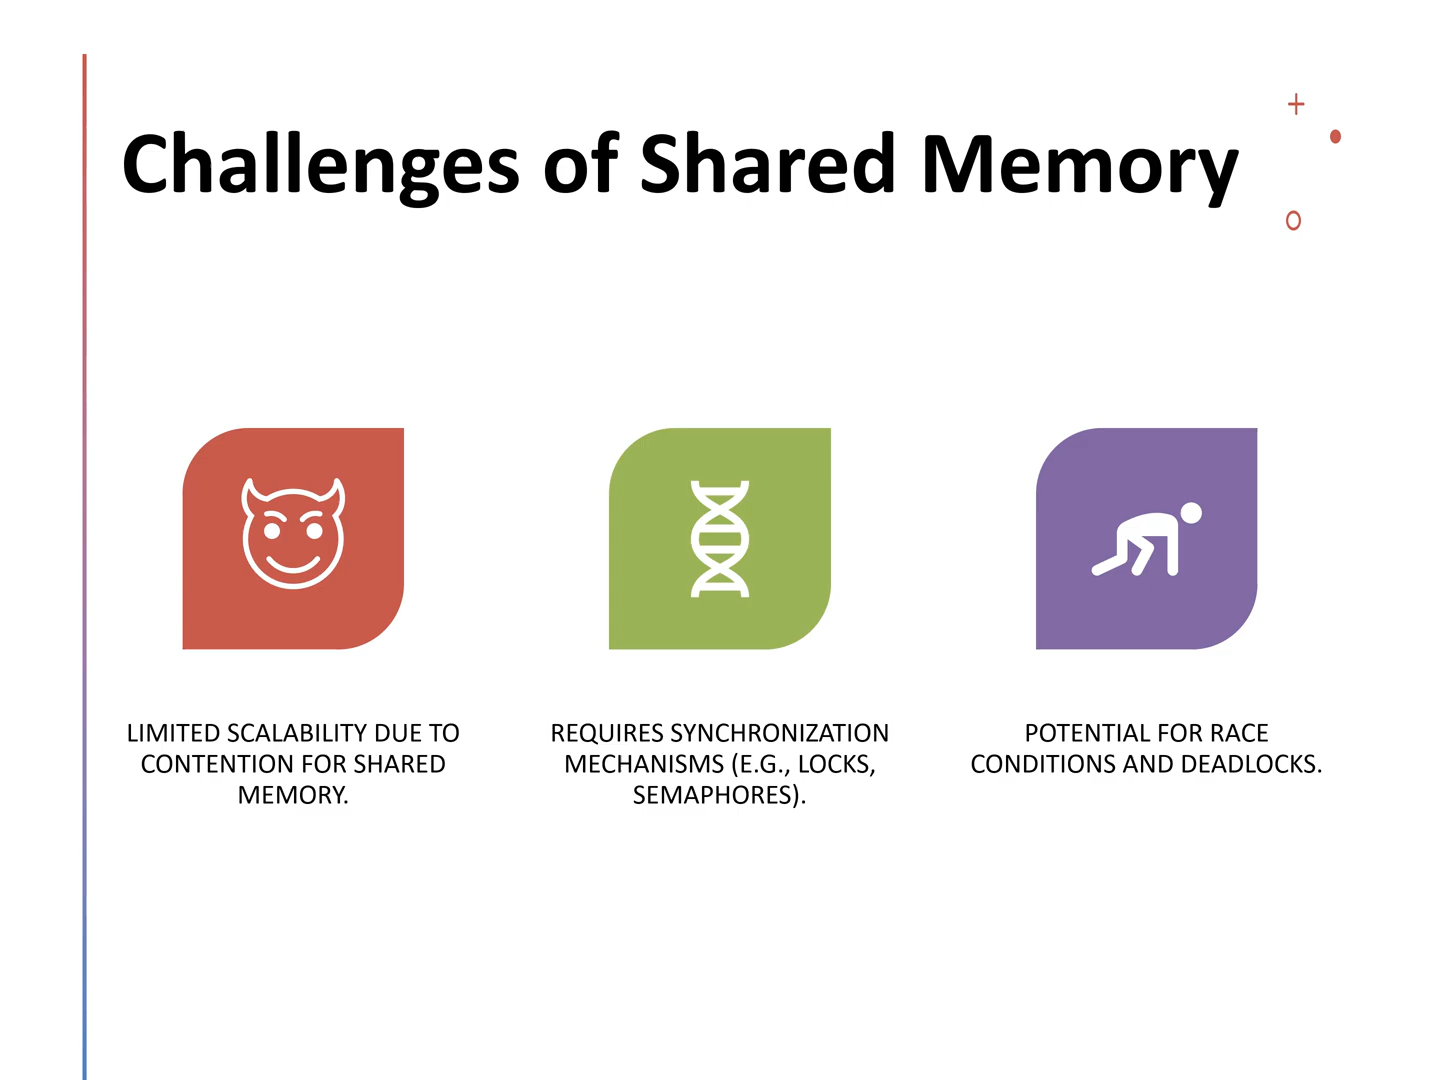 Challenges of Shared Memory
LIMITED SCALABILITY DUE TO
CONTENTION FOR SHARED
MEMORY.
REQUIRES SYNCHRONIZATION
MECHANISMS (E.G., LOCKS,
SEMAPHORES).
POTENTIAL FOR RACE
CONDITIONS AND DEADLOCKS.